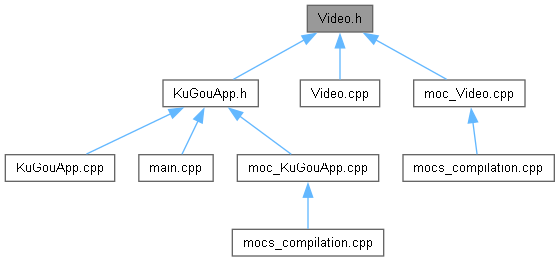 Video.h
KuGouApp.h
Video.cpp
moc_Video.cpp
KuGouApp.cpp
main.cpp
moc_KuGouApp.cpp
mocs_compilation.cpp
mocs_compilation.cpp